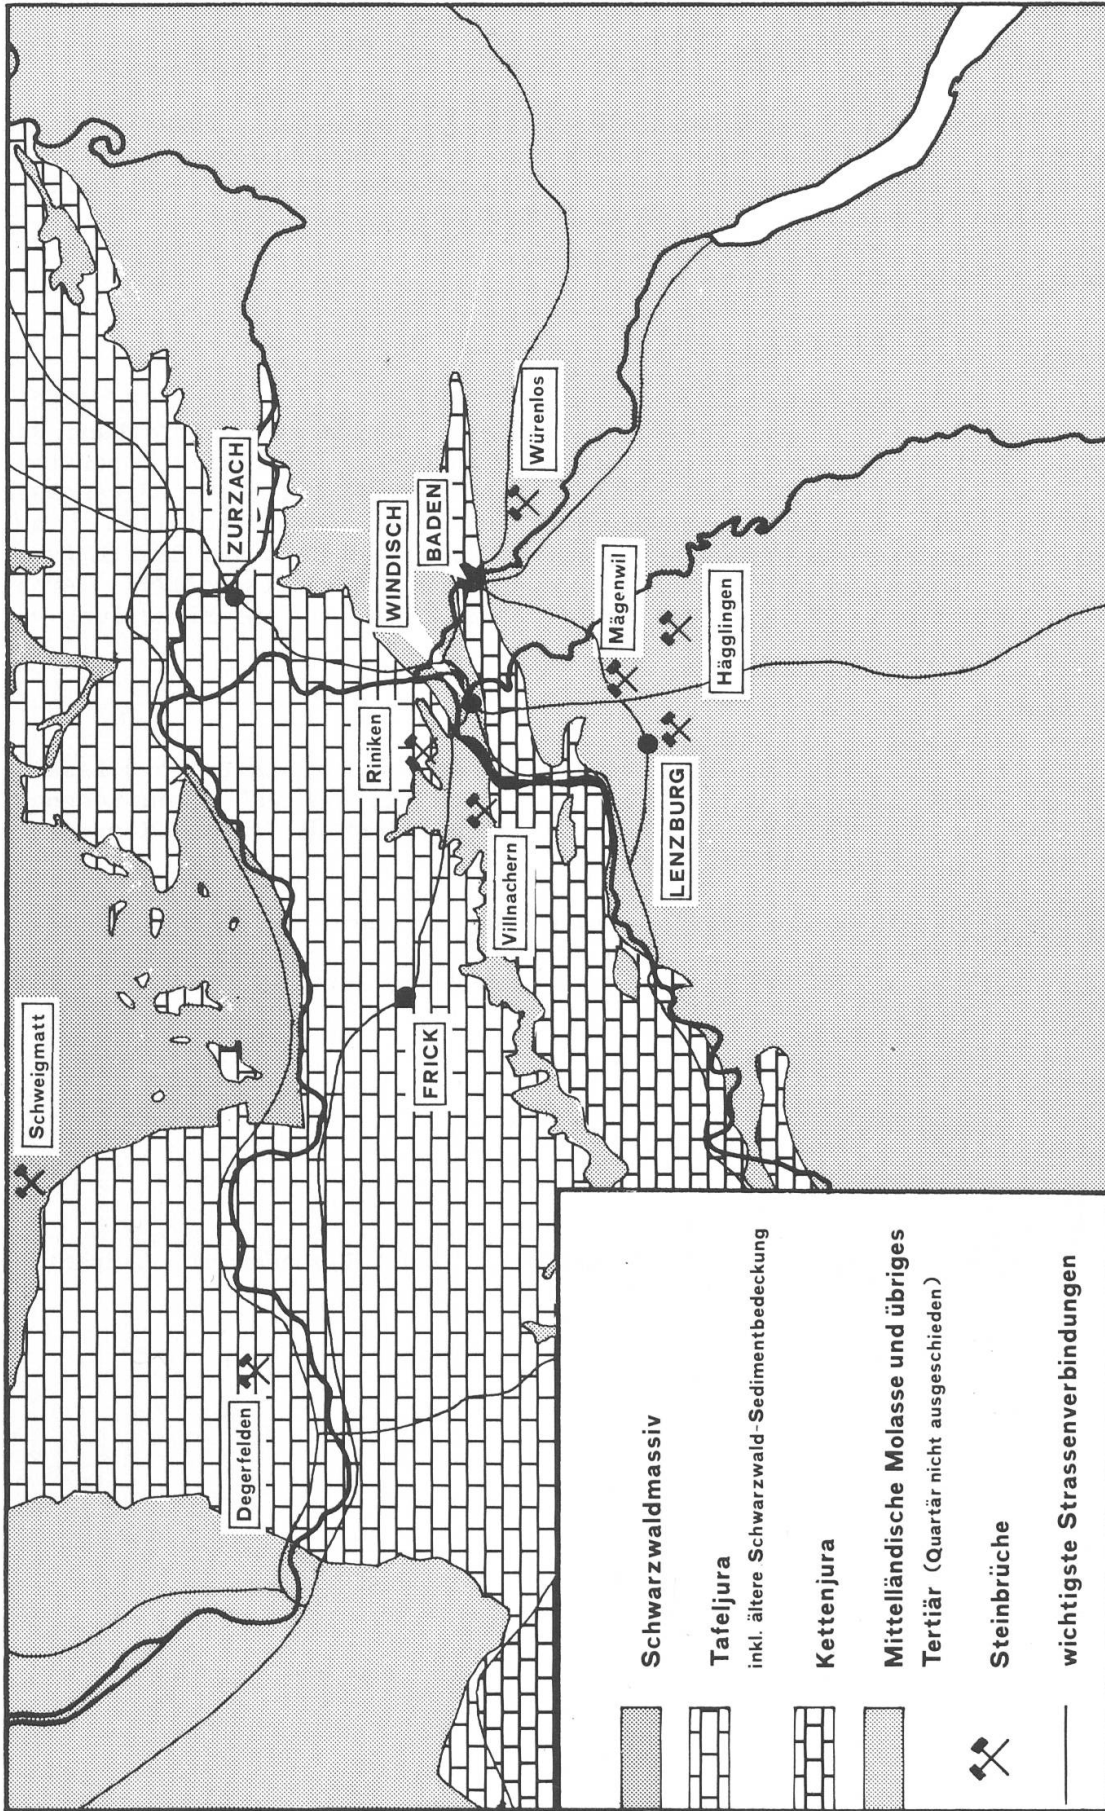 Schweigmatt
Degerfelden
ZURZACH
FRICK
Riniken
WINDISCH
BADEN
Villnachern
Würenlos
Mägenwil
LENZBURG
Hägglingen
Schwarzwaldmassiv
Tafeljura
inkl. ältere Schwarzwald-Sedimentbedeckung
Kettenjura
Mittelländische Molasse und übriges
Tertiär (Quartär nicht ausgeschieden)
Steinbrüche
wichtigste Strassenverbindungen